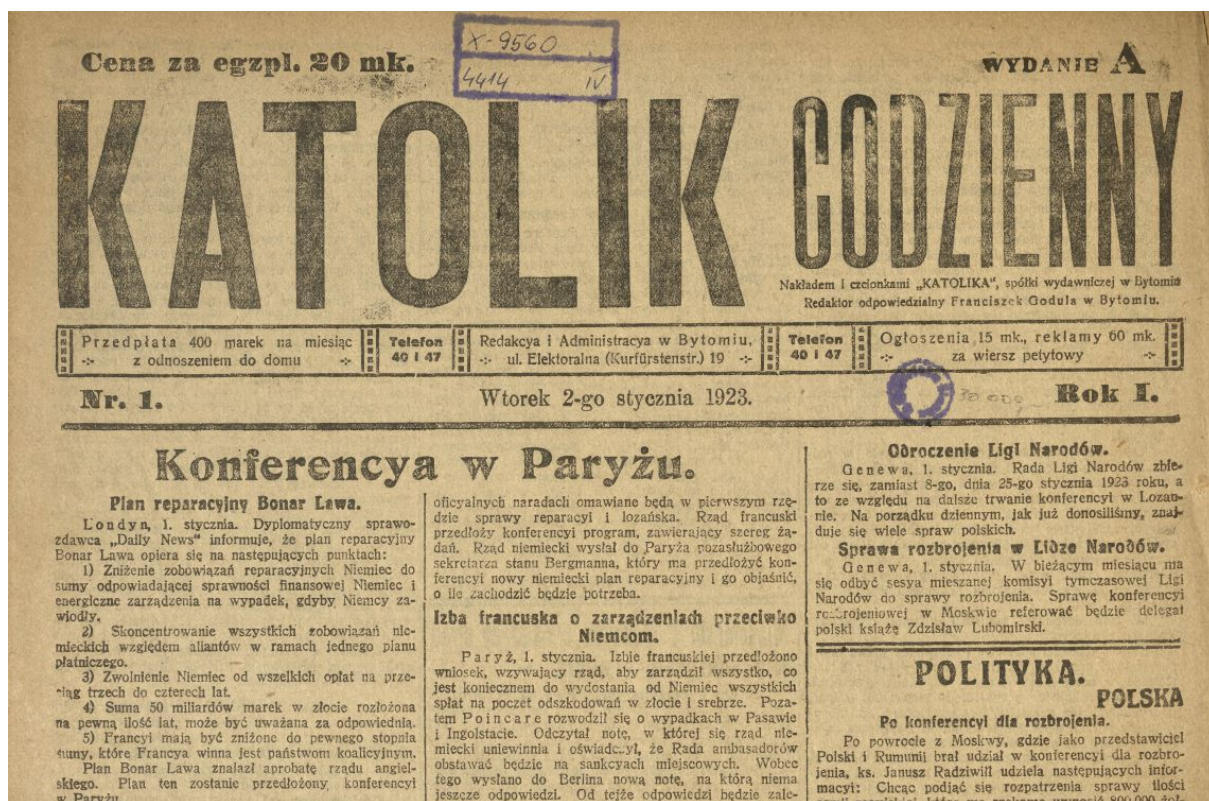 X-9560
4414 IV
Cena za egzpl. 20 mk.
WYDANIE A
KATOLIK CODZIENNY
Nakładem i czcionkami „KATOLIKA", spółki wydawniczej w Bytomiu
Redaktor odpowiedzialny Franciszek Godula w Bytomiu.
Przedpłata 400 marek na miesiąc
-:- z odnoszeniem do domu -:-
Telefon
40 i 47
Redakcya i Administracya w Bytomiu,
-:- ul. Elektoralna (Kurfürstenstr.) 19 -:-
Telefon
40 i 47
Ogłoszenia 15 mk., reklamy 60 mk.
-:- za wiersz petytowy -:-
Nr. 1.
Wtorek 2-go stycznia 1923.
Rok I.
Konferencya w Paryżu.
Plan reparacyjny Bonar Lawa.
Londyn, 1. stycznia. Dyplomatyczny sprawo-
zdawca „Daily News" informuje, że plan reparacyjny
Bonar Lawa opiera się na następujących punktach:
1) Zniżenie zobowiązań reparacyjnych Niemiec do
sumy odpowiadającej sprawności finansowej Niemiec i
energiczne zarządzenia na wypadek, gdyby Niemcy za-
wiodły.
2) Skoncentrowanie wszystkich zobowiązań nie-
mieckich względem aliantów w ramach jednego planu
płatniczego.
3) Zwolnienie Niemiec od wszelkich opłat na prze-
ciąg trzech do czterech lat.
4) Suma 50 miliardów marek w złocie rozłożona
na pewną ilość lat, może być uważana za odpowiednią.
5) Francyi mają być zniżone do pewnego stopnia
sumy, które Francya winna jest państwom koalicyjnym.
Plan Bonar Lawa znalazł aprobatę rządu angiel-
skiego. Plan ten zostanie przedłożony konferencyi
w Paryżu
oficyalnych naradach omawiane będą w pierwszym rzę-
dzie sprawy reparacyi i lozańska. Rząd francuski
przedłoży konferencyi program, zawierający szereg żą-
dań. Rząd niemiecki wysłał do Paryża pozasłużbowego
sekretarza stanu Bergmanna, który ma przedłożyć kon-
ferencyi nowy niemiecki plan reparacyjny i go objaśnić,
o ile zachodzić będzie potrzeba.
Izba francuska o zarządzeniach przeciwko
Niemcom.
Paryż, 1. stycznia. Izbie francuskiej przedłożono
wniosek, wzywający rząd, aby zarządził wszystko, co
jest koniecznem do wydostania od Niemiec wszystkich
spłat na poczet odszkodowań w złocie i srebrze. Poza-
tem Poincare rozwodził się o wypadkach w Pasawie
i Ingolstacie. Odczytał notę, w której się rząd nie-
miecki uniewinnia i oświadczył, że Rada ambasadorów
obstawać będzie na sankcyach miejscowych. Wobec
tego wysłano do Berlina nową notę, na którą niema
jeszcze odpowiedzi. Od tejże odpowiedzi będzie zale-
Odroczenie Ligi Narodów.
Genewa, 1. stycznia. Rada Ligi Narodów zbie-
rze się, zamiast 8-go, dnia 25-go stycznia 1923 roku, a
to ze względu na dalsze trwanie konferencyi w Lozan-
nie. Na porządku dziennym, jak już donosiliśmy, znaj-
duje się wiele spraw polskich.
Sprawa rozbrojenia w Lidze Narodów.
Genewa, 1. stycznia. W bieżącym miesiącu ma
się odbyć sesya mieszanej komisyi tymczasowej Ligi
Narodów do sprawy rozbrojenia. Sprawę konferencyi
rozbrojeniowej w Moskwie referować będzie delegat
polski książę Zdzisław Lubomirski.
POLITYKA.
POLSKA
Po konferencyi dla rozbrojenia.
Po powrocie z Moskwy, gdzie jako przedstawiciel
Polski i Rumunii brał udział w konferencyi dla rozbro-
jenia, ks. Janusz Radziwiłł udziela następujących infor-
macyi: Chcąc podjąć się rozpatrzenia sprawy ilości